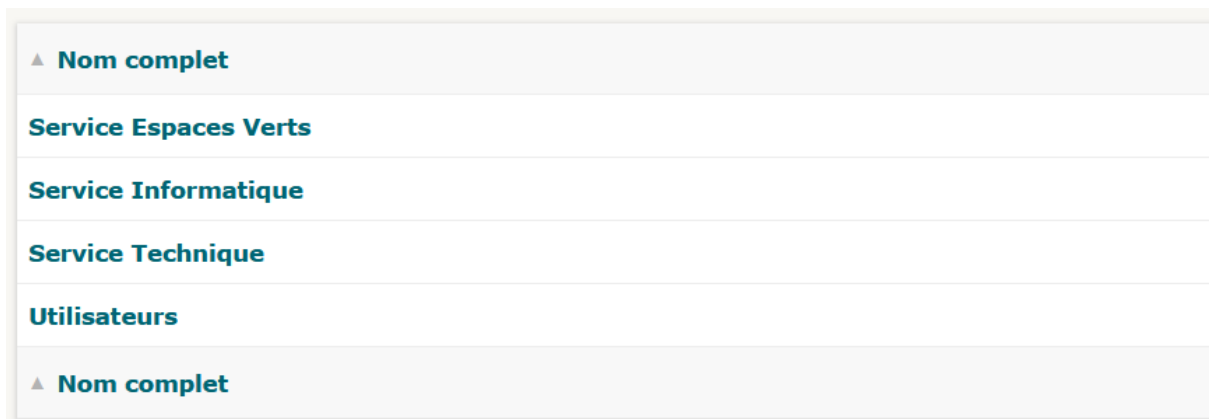 ▲ Nom complet
Service Espaces Verts
Service Informatique
Service Technique
Utilisateurs
▲ Nom complet